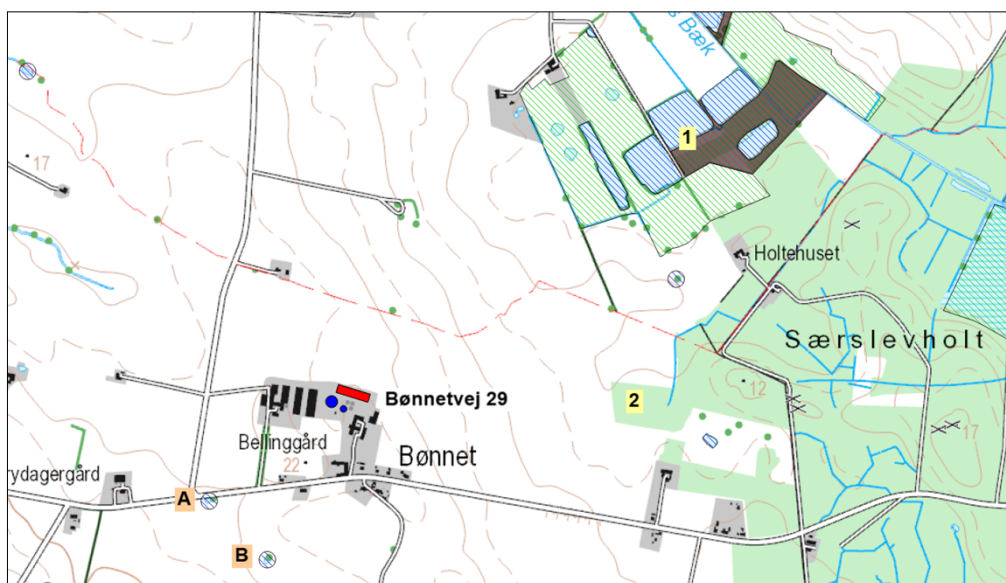 s Bæk
1
17
Holtehuset
Særslevholt
12
2
Bønnetvej 29
Bellinggård
22
Bønnet
17
rydagergård
A
B